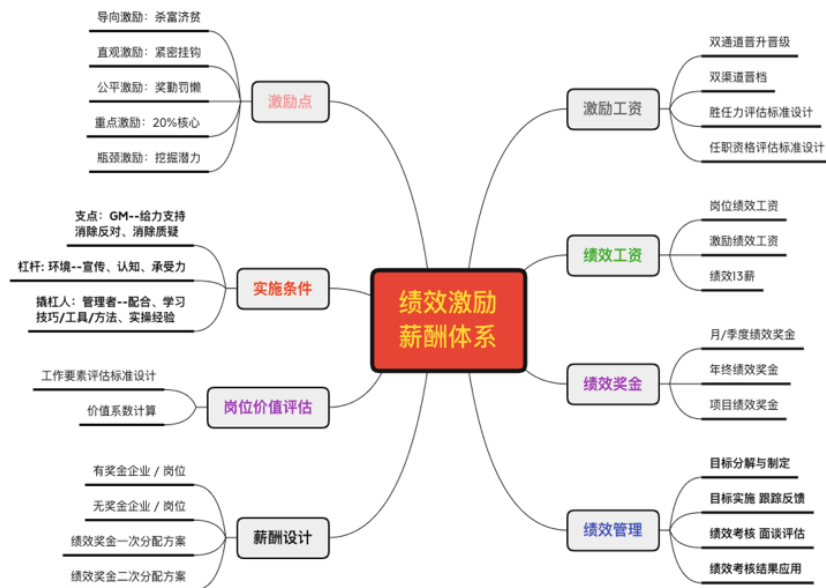 绩效激励
薪酬体系
激励点
导向激励：杀富济贫
直观激励：紧密挂钩
公平激励：奖勤罚懒
重点激励：20%核心
瓶颈激励：挖掘潜力
实施条件
支点：GM--给力支持
消除反对、消除质疑
杠杆: 环境--宣传、认知、承受力
撬杠人：管理者--配合、学习
技巧/工具/方法、实操经验
岗位价值评估
工作要素评估标准设计
价值系数计算
薪酬设计
有奖金企业 / 岗位
无奖金企业 / 岗位
绩效奖金一次分配方案
绩效奖金二次分配方案
激励工资
双通道晋升晋级
双渠道晋档
胜任力评估标准设计
任职资格评估标准设计
绩效工资
岗位绩效工资
激励绩效工资
绩效I3薪
绩效奖金
月/季度绩效奖金
年终绩效奖金
项目绩效奖金
绩效管理
目标分解与制定
目标实施 跟踪反馈
绩效考核 面谈评估
绩效考核结果应用